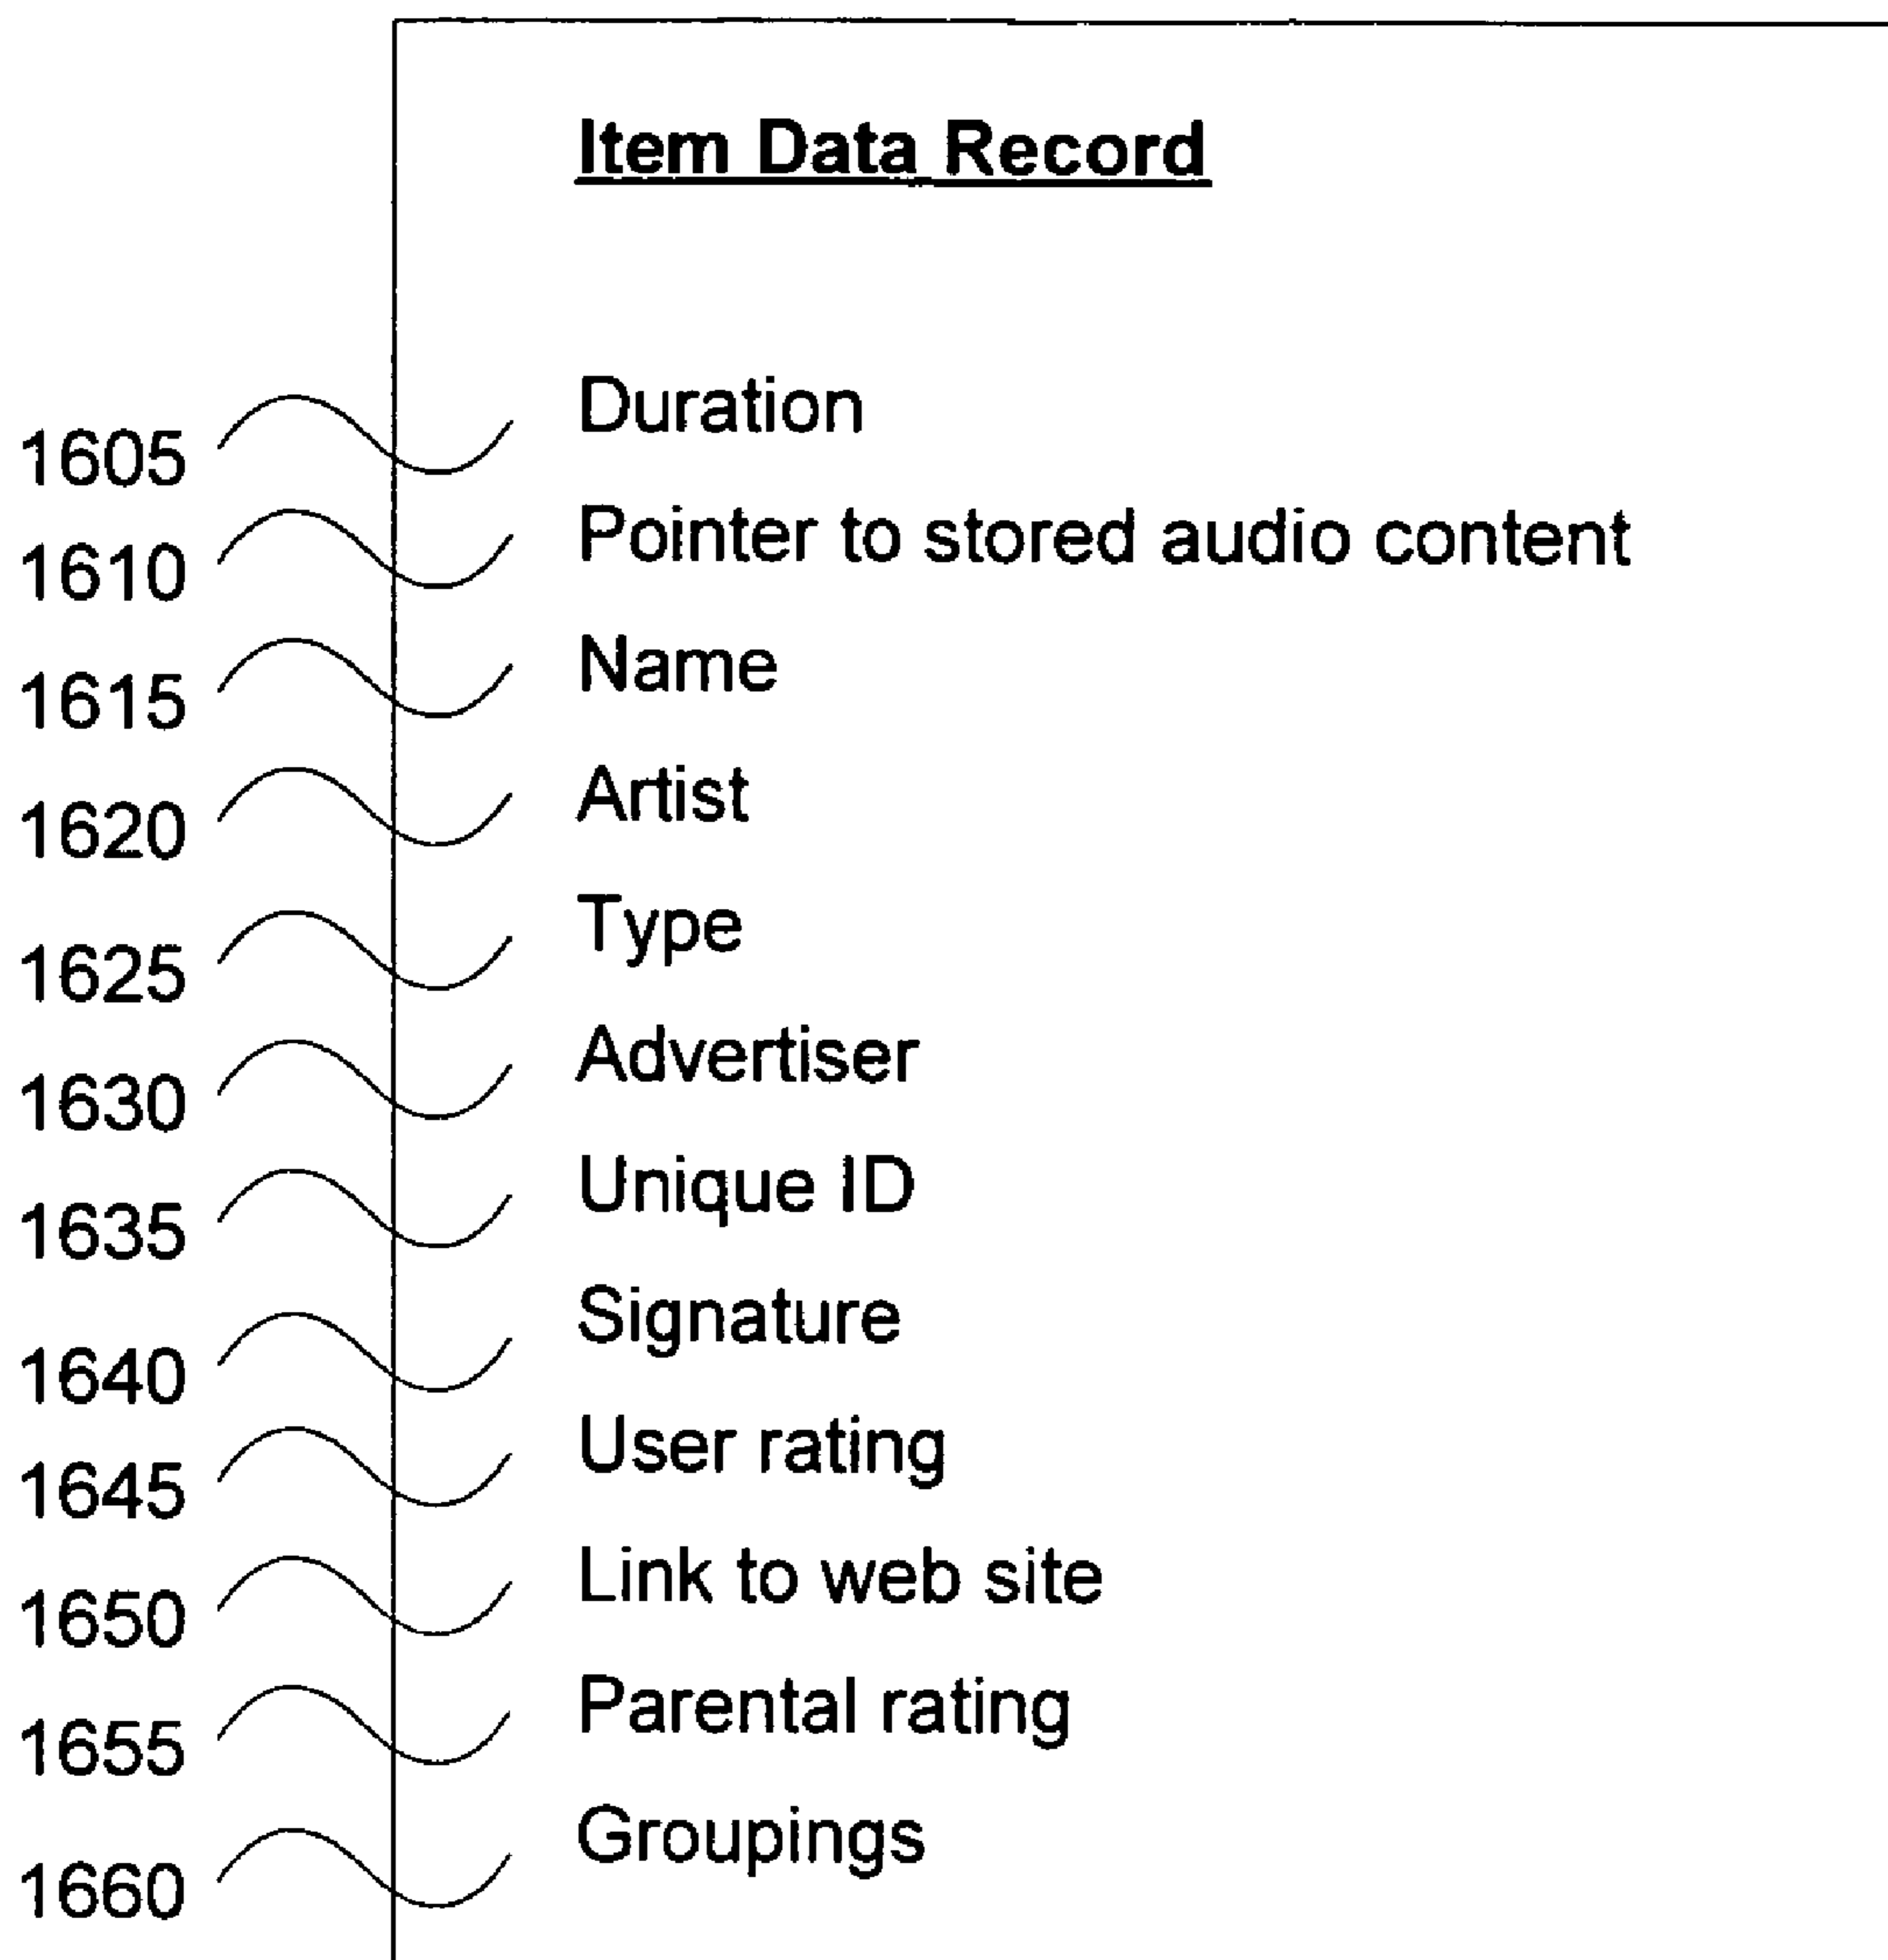 Item Data Record
1605 Duration
1610 Pointer to stored audio content
1615 Name
1620 Artist
1625 Type
1630 Advertiser
1635 Unique ID
1640 Signature
1645 User rating
1650 Link to web site
1655 Parental rating
1660 Groupings